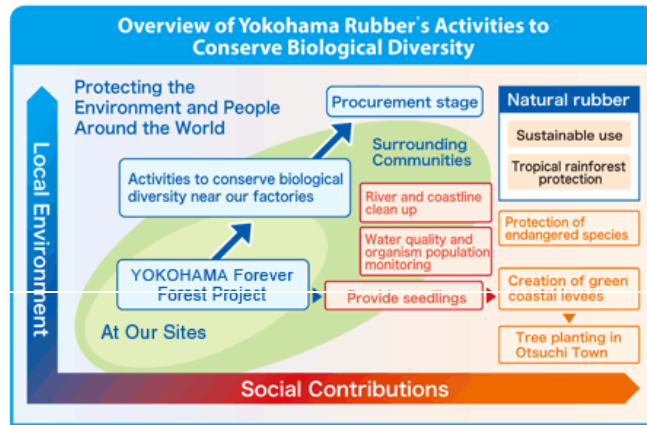 Overview of Yokohama Rubber's Activities to
Conserve Biological Diversity
Protecting the
Environment and People
Around the World
Procurement stage
Natural rubber
Sustainable use
Tropical rainforest
protection
Surrounding
Communities
Activities to conserve biological
diversity near our factories
River and coastline
clean up
Water quality and
organism population
monitoring
Protection of
endangered species
YOKOHAMA Forever
Forest Project
Provide seedlings
Creation of green
coastal levees
At Our Sites
Tree planting in
Otsuchi Town
Local Environment
Social Contributions